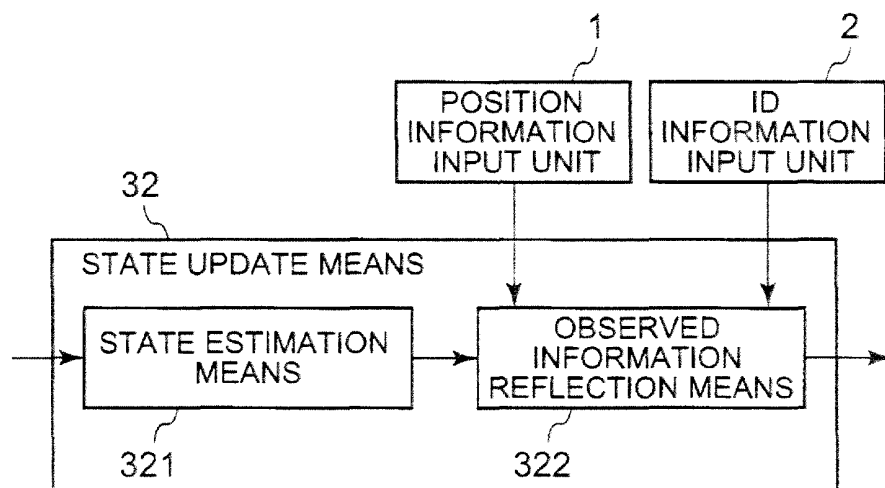 1
2
POSITION
INFORMATION
INPUT UNIT
ID
INFORMATION
INPUT UNIT
32
STATE UPDATE MEANS
STATE ESTIMATION
MEANS
OBSERVED
INFORMATION
REFLECTION MEANS
321
322